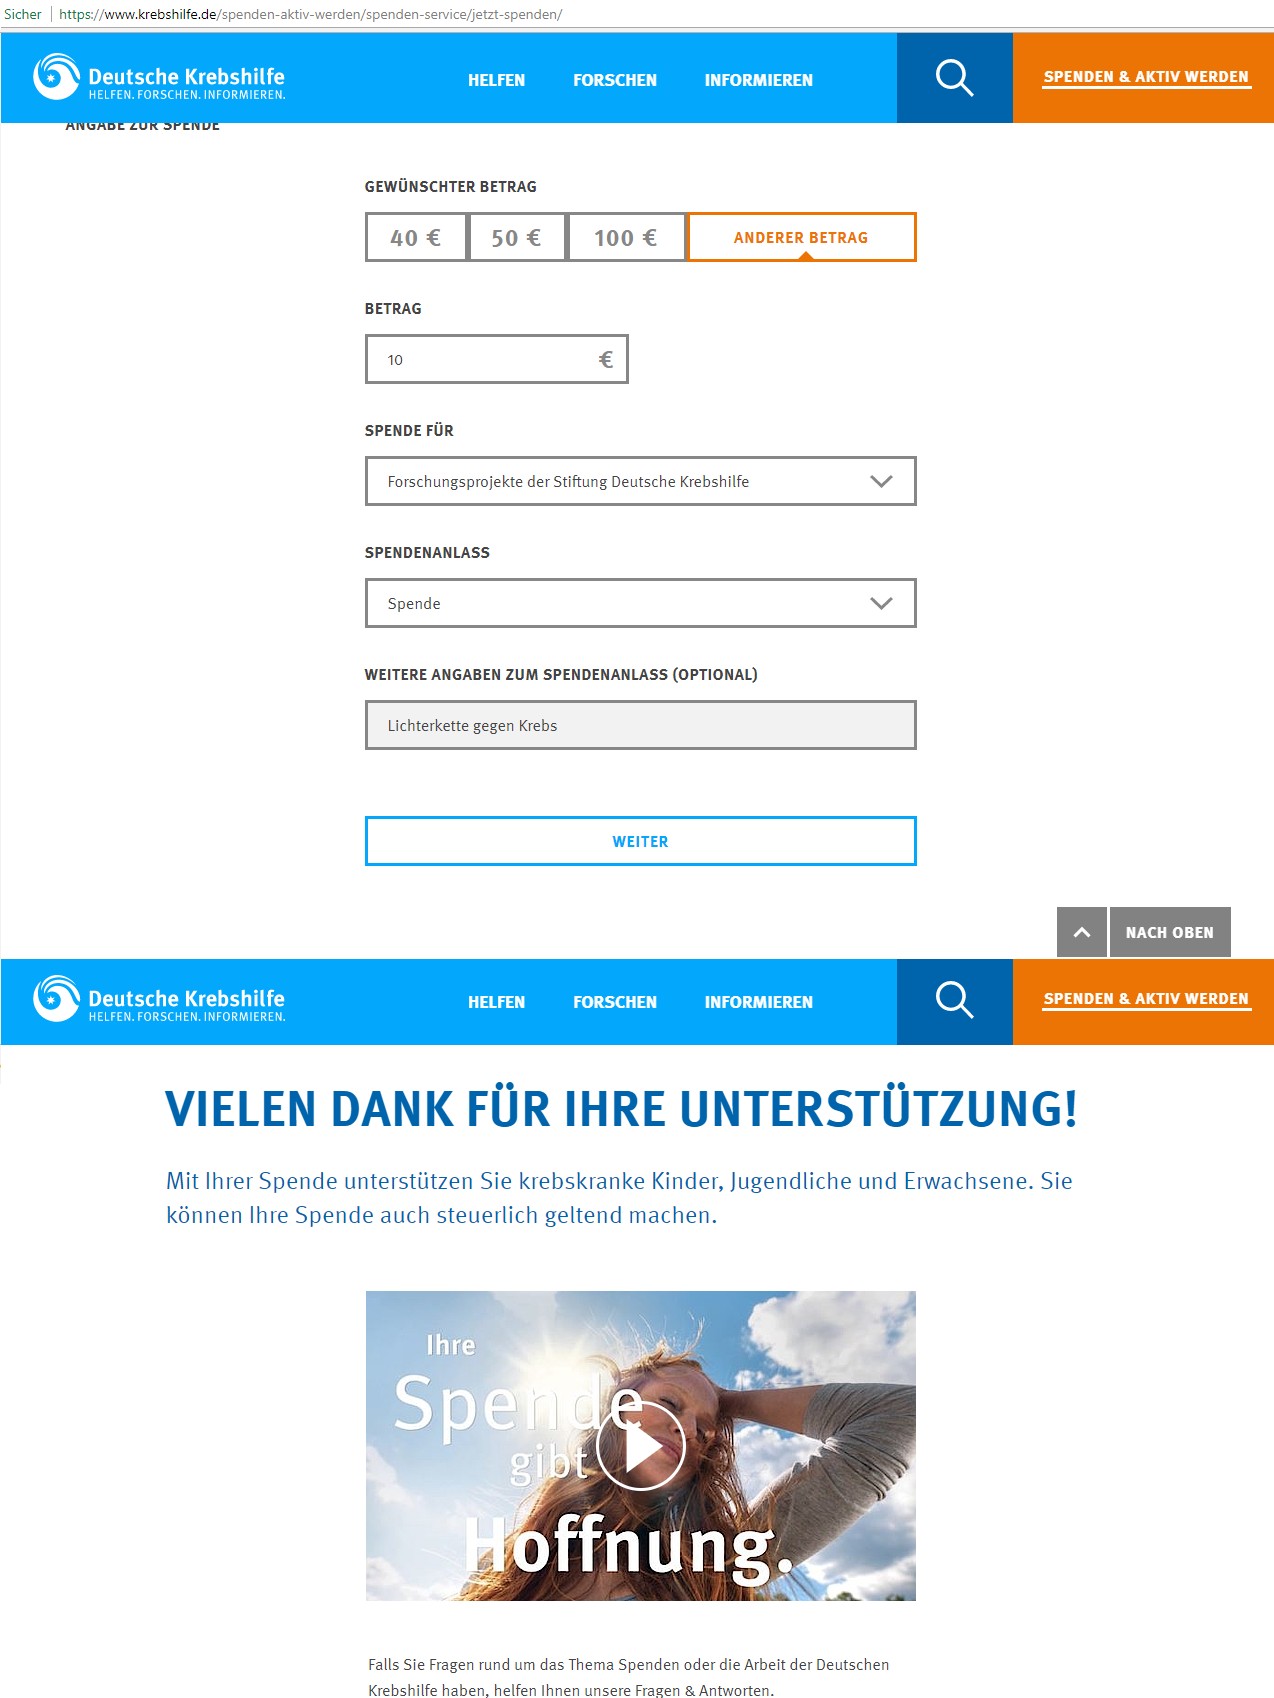 Sicher https://www.krebshilfe.de/spenden-aktiv-werden/spenden-service/jetzt-spenden/
Deutsche Krebshilfe
HELFEN. FORSCHEN. INFORMIEREN.
HELFEN FORSCHEN INFORMIEREN
SPENDEN & AKTIV WERDEN
ANGABE ZUR SPENDE
GEWÜNSCHTER BETRAG
40 € 50 € 100 € ANDERER BETRAG
BETRAG
10 €
SPENDE FÜR
Forschungsprojekte der Stiftung Deutsche Krebshilfe
SPENDENANLASS
Spende
WEITERE ANGABEN ZUM SPENDENANLASS (OPTIONAL)
Lichterkette gegen Krebs
WEITER
NACH OBEN
Deutsche Krebshilfe
HELFEN. FORSCHEN. INFORMIEREN.
HELFEN FORSCHEN INFORMIEREN
SPENDEN & AKTIV WERDEN
VIELEN DANK FÜR IHRE UNTERSTÜTZUNG!
Mit Ihrer Spende unterstützen Sie krebskranke Kinder, Jugendliche und Erwachsene. Sie
können Ihre Spende auch steuerlich geltend machen.
Ihre
Spende
gibt
Hoffnung.
Falls Sie Fragen rund um das Thema Spenden oder die Arbeit der Deutschen
Krebshilfe haben, helfen Ihnen unsere Fragen & Antworten.